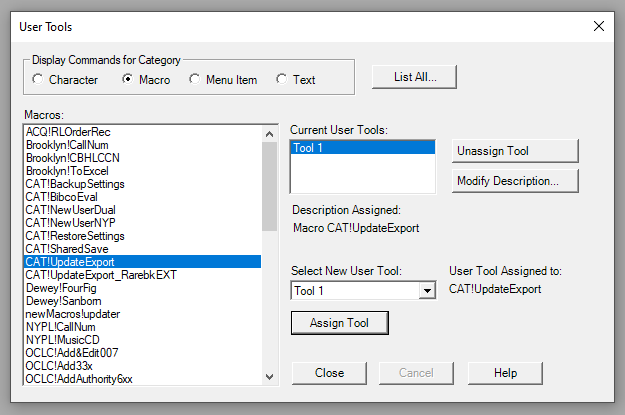 User Tools
Display Commands for Category
Character
Macro
Menu Item
Text
List All...
Macros:
ACQ!RLOrderRec
Brooklyn!CallNum
Brooklyn!CBHLCCN
Brooklyn!ToExcel
CAT!BackupSettings
CAT!BibcoEval
CAT!NewUserDual
CAT!NewUserNYP
CAT!RestoreSettings
CAT!SharedSave
CAT!UpdateExport
CAT!UpdateExport_RarebkEXT
Dewey!FourFig
Dewey!Sanborn
newMacros!updater
NYPL!CallNum
NYPL!MusicCD
OCLC!Add&Edit007
OCLC!Add33x
OCLC!AddAuthority6xx
Current User Tools:
Tool 1
Unassign Tool
Modify Description...
Description Assigned:
Macro CAT!UpdateExport
Select New User Tool:
Tool 1
User Tool Assigned to:
CAT!UpdateExport
Assign Tool
Close
Cancel
Help